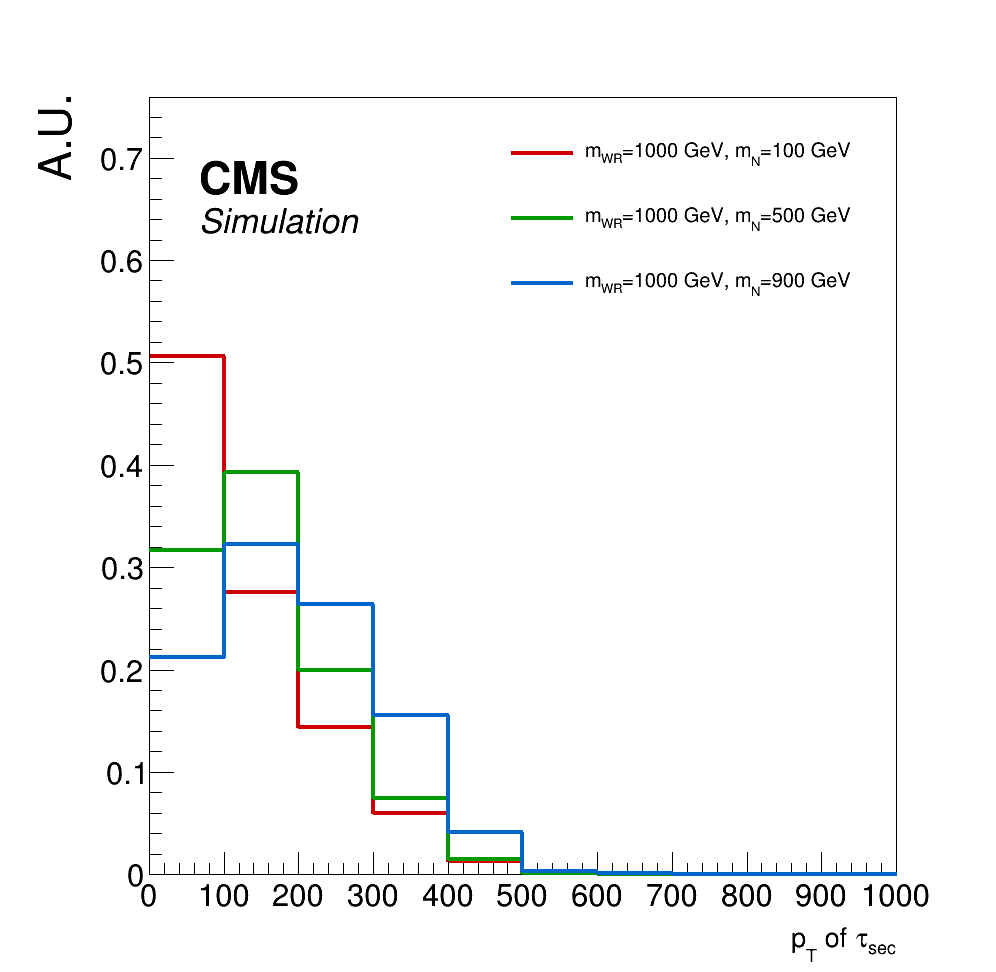 A.U.
CMS
Simulation
m_WR=1000 GeV, m_N=100 GeV
m_WR=1000 GeV, m_N=500 GeV
m_WR=1000 GeV, m_N=900 GeV
0.7
0.6
0.5
0.4
0.3
0.2
0.1
0
0 100 200 300 400 500 600 700 800 900 1000
p_T of τ_sec